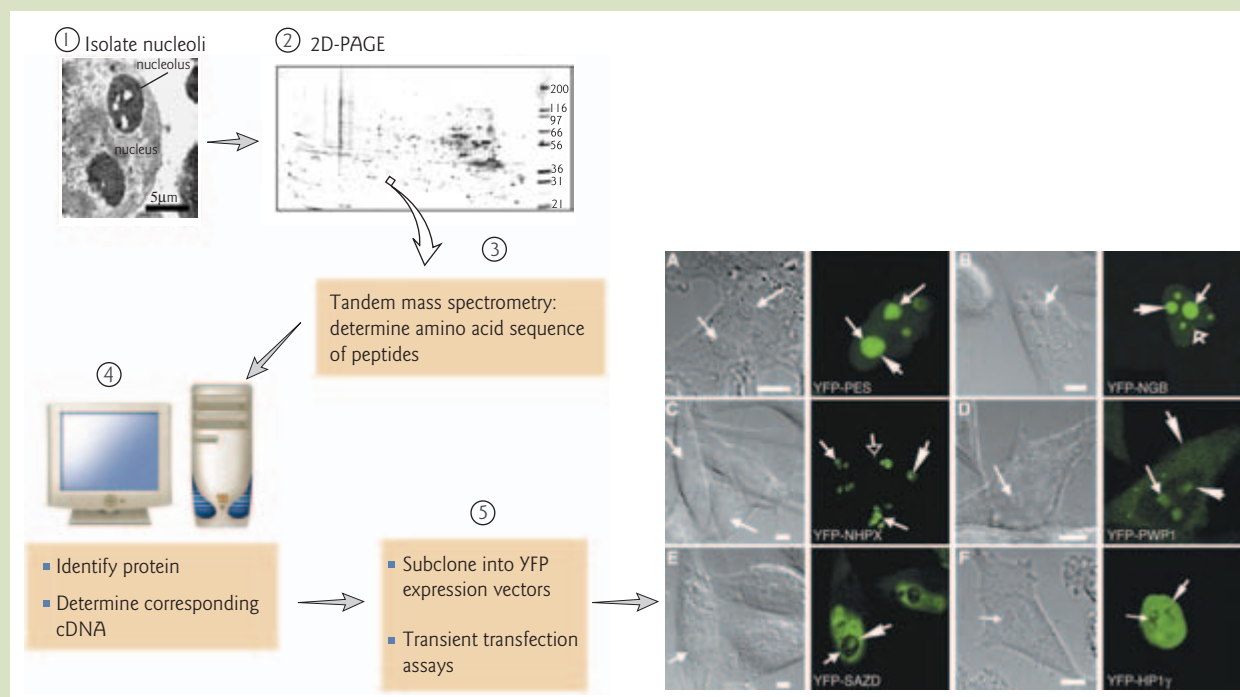 ① Isolate nucleoli
nucleolus
nucleus
5µm
② 2D-PAGE
200
116
97
66
56
36
31
21
③
Tandem mass spectrometry:
determine amino acid sequence
of peptides
④
▪ Identify protein
▪ Determine corresponding
cDNA
⑤
▪ Subclone into YFP
expression vectors
▪ Transient transfection
assays
A
YFP-PES
B
YFP-NGB
C
YFP-NHPX
D
YFP-PWP1
E
YFP-SAZD
F
YFP-HP1γ